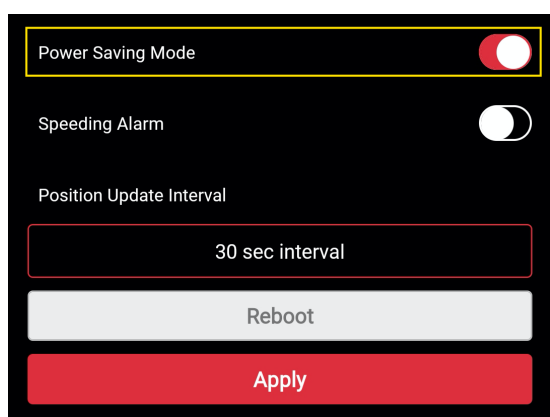 Power Saving Mode
Speeding Alarm
Position Update Interval
30 sec interval
Reboot
Apply